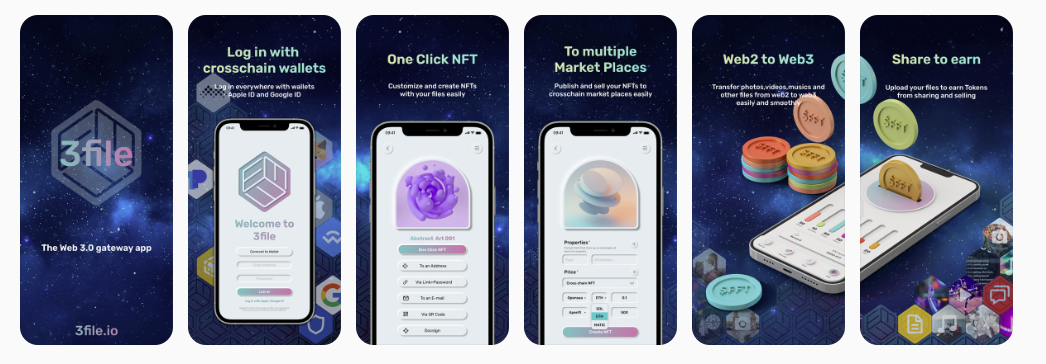 3file
The Web 3.0 gateway app
3file.io
Log in with
crosschain wallets
Log in everywhere with wallets
Apple ID and Google ID
09:41
Welcome to
3file
Connect to Wallet
Log in
One Click NFT
Customize and create NFTs
with your files easily
09:41
Abstract Art 001
One Click NFT
To an Address
Via Link+Password
To an E-mail
Via QR Code
To multiple
Market Places
Publish and sell your NFTs to
crosschain market places easily
09:41
Properties*
Cross-chain NFT
Opensea
ETH
0.1
SOL
ETH
MATIC
500
Create NFT
Web2 to Web3
Transfer photos,videos,musics and
other files from web2 to web3
easily and smoothly
Share to earn
Upload your files to earn Tokens
from sharing and selling